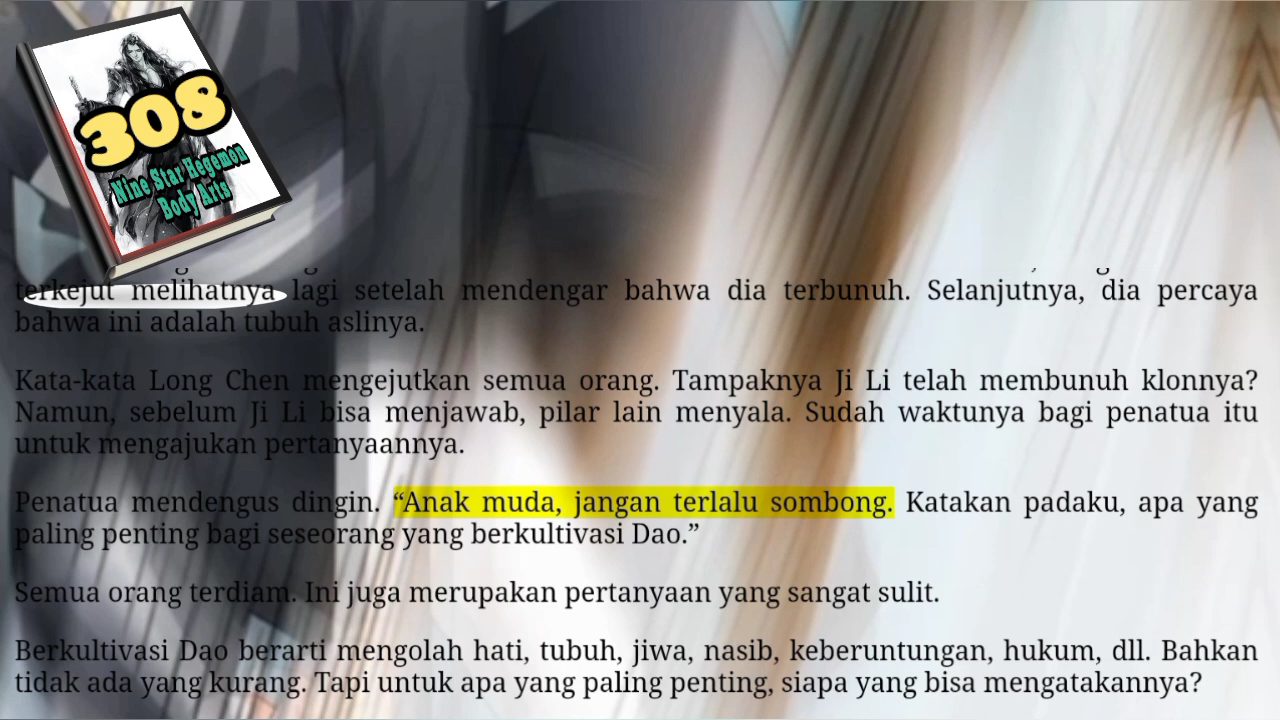 308
Nine Star Hegemon
Body Arts
terkejut melihatnya lagi setelah mendengar bahwa dia terbunuh. Selanjutnya, dia percaya
bahwa ini adalah tubuh aslinya.
Kata-kata Long Chen mengejutkan semua orang. Tampaknya Ji Li telah membunuh klonnya?
Namun, sebelum Ji Li bisa menjawab, pilar lain menyala. Sudah waktunya bagi penatua itu
untuk mengajukan pertanyaannya.
Penatua mendengus dingin. “Anak muda, jangan terlalu sombong. Katakan padaku, apa yang
paling penting bagi seseorang yang berkultivasi Dao.”
Semua orang terdiam. Ini juga merupakan pertanyaan yang sangat sulit.
Berkultivasi Dao berarti mengolah hati, tubuh, jiwa, nasib, keberuntungan, hukum, dll. Bahkan
tidak ada yang kurang. Tapi untuk apa yang paling penting, siapa yang bisa mengatakannya?